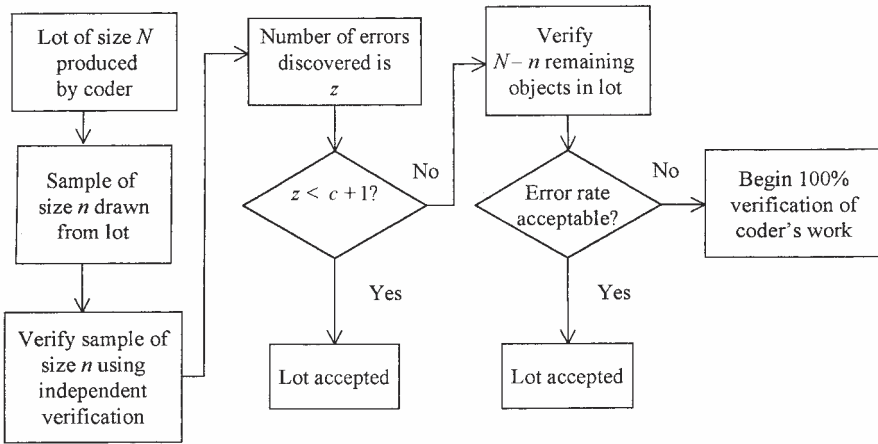 Lot of size N
produced
by coder
Sample of
size n drawn
from lot
Verify sample of
size n using
independent
verification
Number of errors
discovered is
z
z < c + 1?
No
Yes
Lot accepted
Verify
N – n remaining
objects in lot
Error rate
acceptable?
No
Yes
Lot accepted
Begin 100%
verification of
coder's work